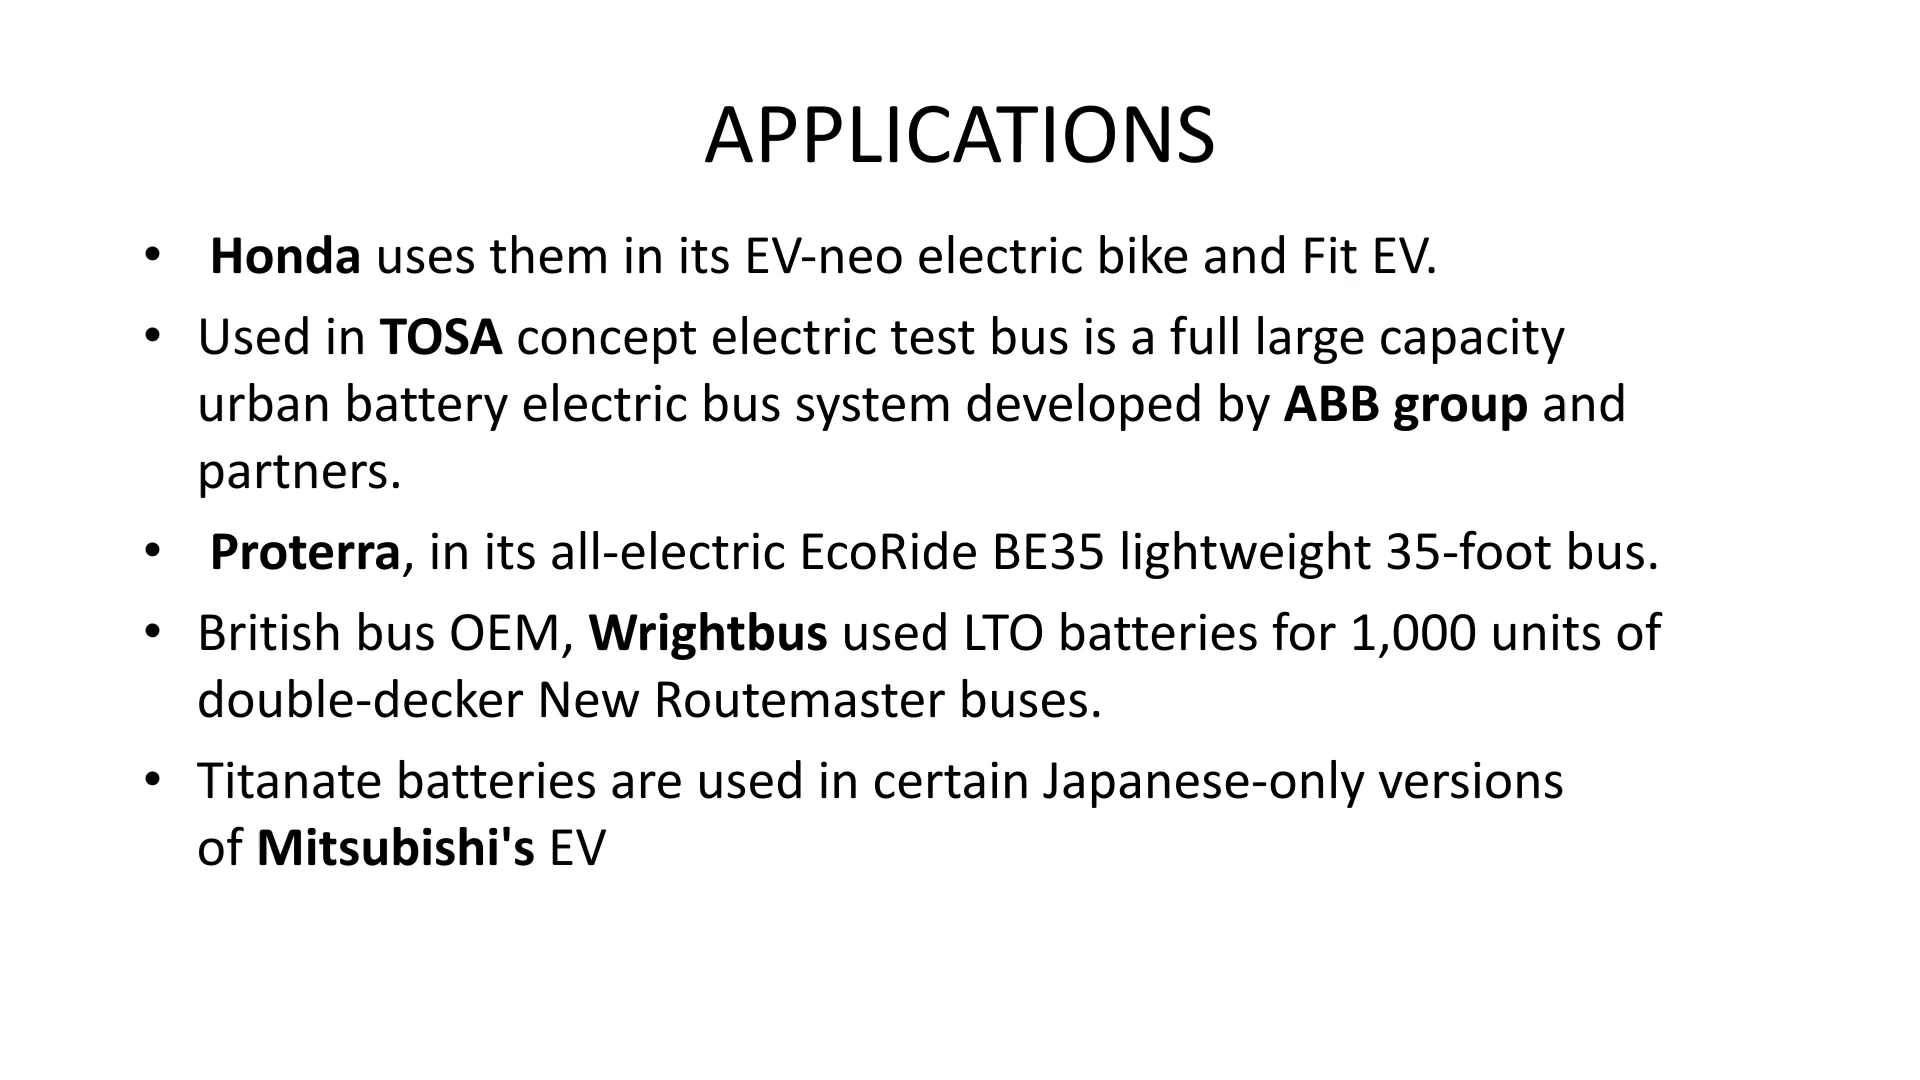 APPLICATIONS
• Honda uses them in its EV-neo electric bike and Fit EV.
• Used in TOSA concept electric test bus is a full large capacity
urban battery electric bus system developed by ABB group and
partners.
• Proterra, in its all-electric EcoRide BE35 lightweight 35-foot bus.
• British bus OEM, Wrightbus used LTO batteries for 1,000 units of
double-decker New Routemaster buses.
• Titanate batteries are used in certain Japanese-only versions
of Mitsubishi's EV